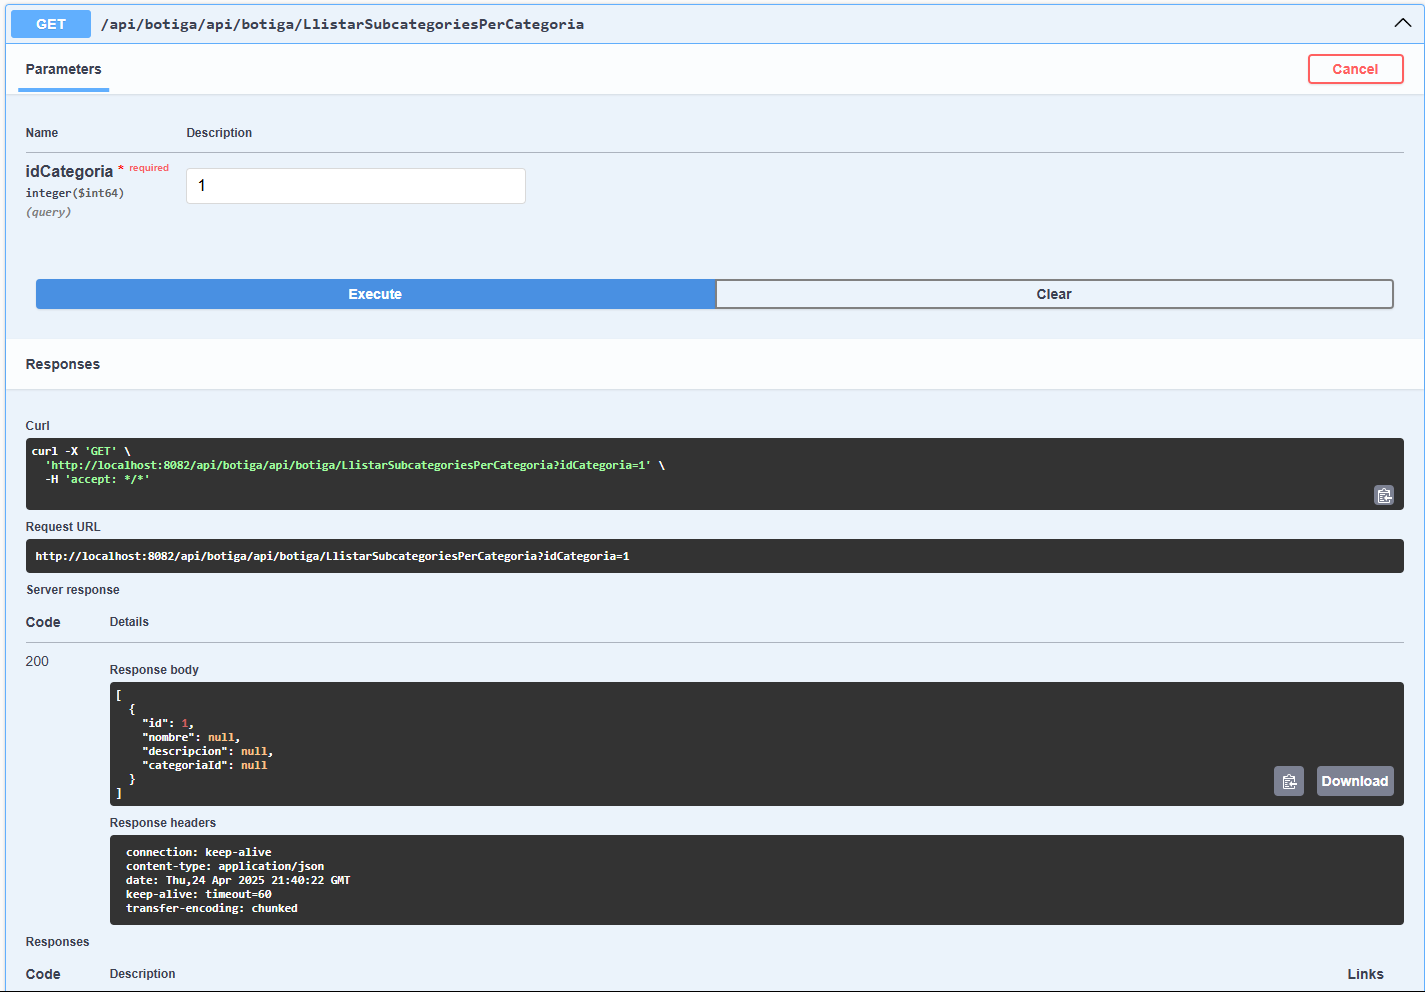 GET /api/botiga/api/botiga/LlistarSubcategoriesPerCategoria
Parameters
Cancel
Name Description
idCategoria * required
integer($int64)
(query)
1
Execute
Clear
Responses
Curl
curl -X 'GET' \
'http://localhost:8082/api/botiga/api/botiga/LlistarSubcategoriesPerCategoria?idCategoria=1' \
-H 'accept: */*'
Request URL
http://localhost:8082/api/botiga/api/botiga/LlistarSubcategoriesPerCategoria?idCategoria=1
Server response
Code Details
200
Response body
[
{
"id": 1,
"nombre": null,
"descripcion": null,
"categoriaId": null
}
]
Download
Response headers
connection: keep-alive
content-type: application/json
date: Thu,24 Apr 2025 21:40:22 GMT
keep-alive: timeout=60
transfer-encoding: chunked
Responses
Code Description Links